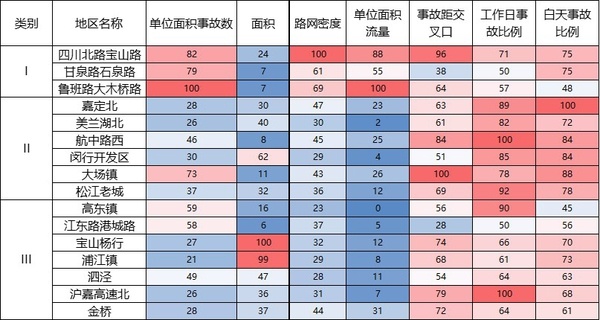 类别 地区名称 单位面积事故数 面积 路网密度 单位面积流量 事故距交叉口 工作日事故比例 白天事故比例
I 四川北路宝山路 82 24 100 88 96 71 75
甘泉路石泉路 79 7 61 55 38 50 75
鲁班路大木桥路 100 7 69 100 64 57 48
II 嘉定北 28 30 47 23 63 89 100
美兰湖北 26 40 30 2 61 82 72
航中路西 46 8 45 25 84 100 84
闵行开发区 30 62 29 4 51 85 84
大场镇 73 11 43 26 100 78 88
松江老城 37 32 36 12 69 92 78
III 高东镇 59 16 23 0 56 90 45
江东路港城路 58 6 37 5 28 50 56
宝山杨行 27 100 32 12 74 66 70
浦江镇 21 99 29 8 68 61 73
泗泾 49 47 28 11 54 64 63
沪嘉高速北 26 36 31 7 73 100 68
金桥 28 37 44 31 72 64 61